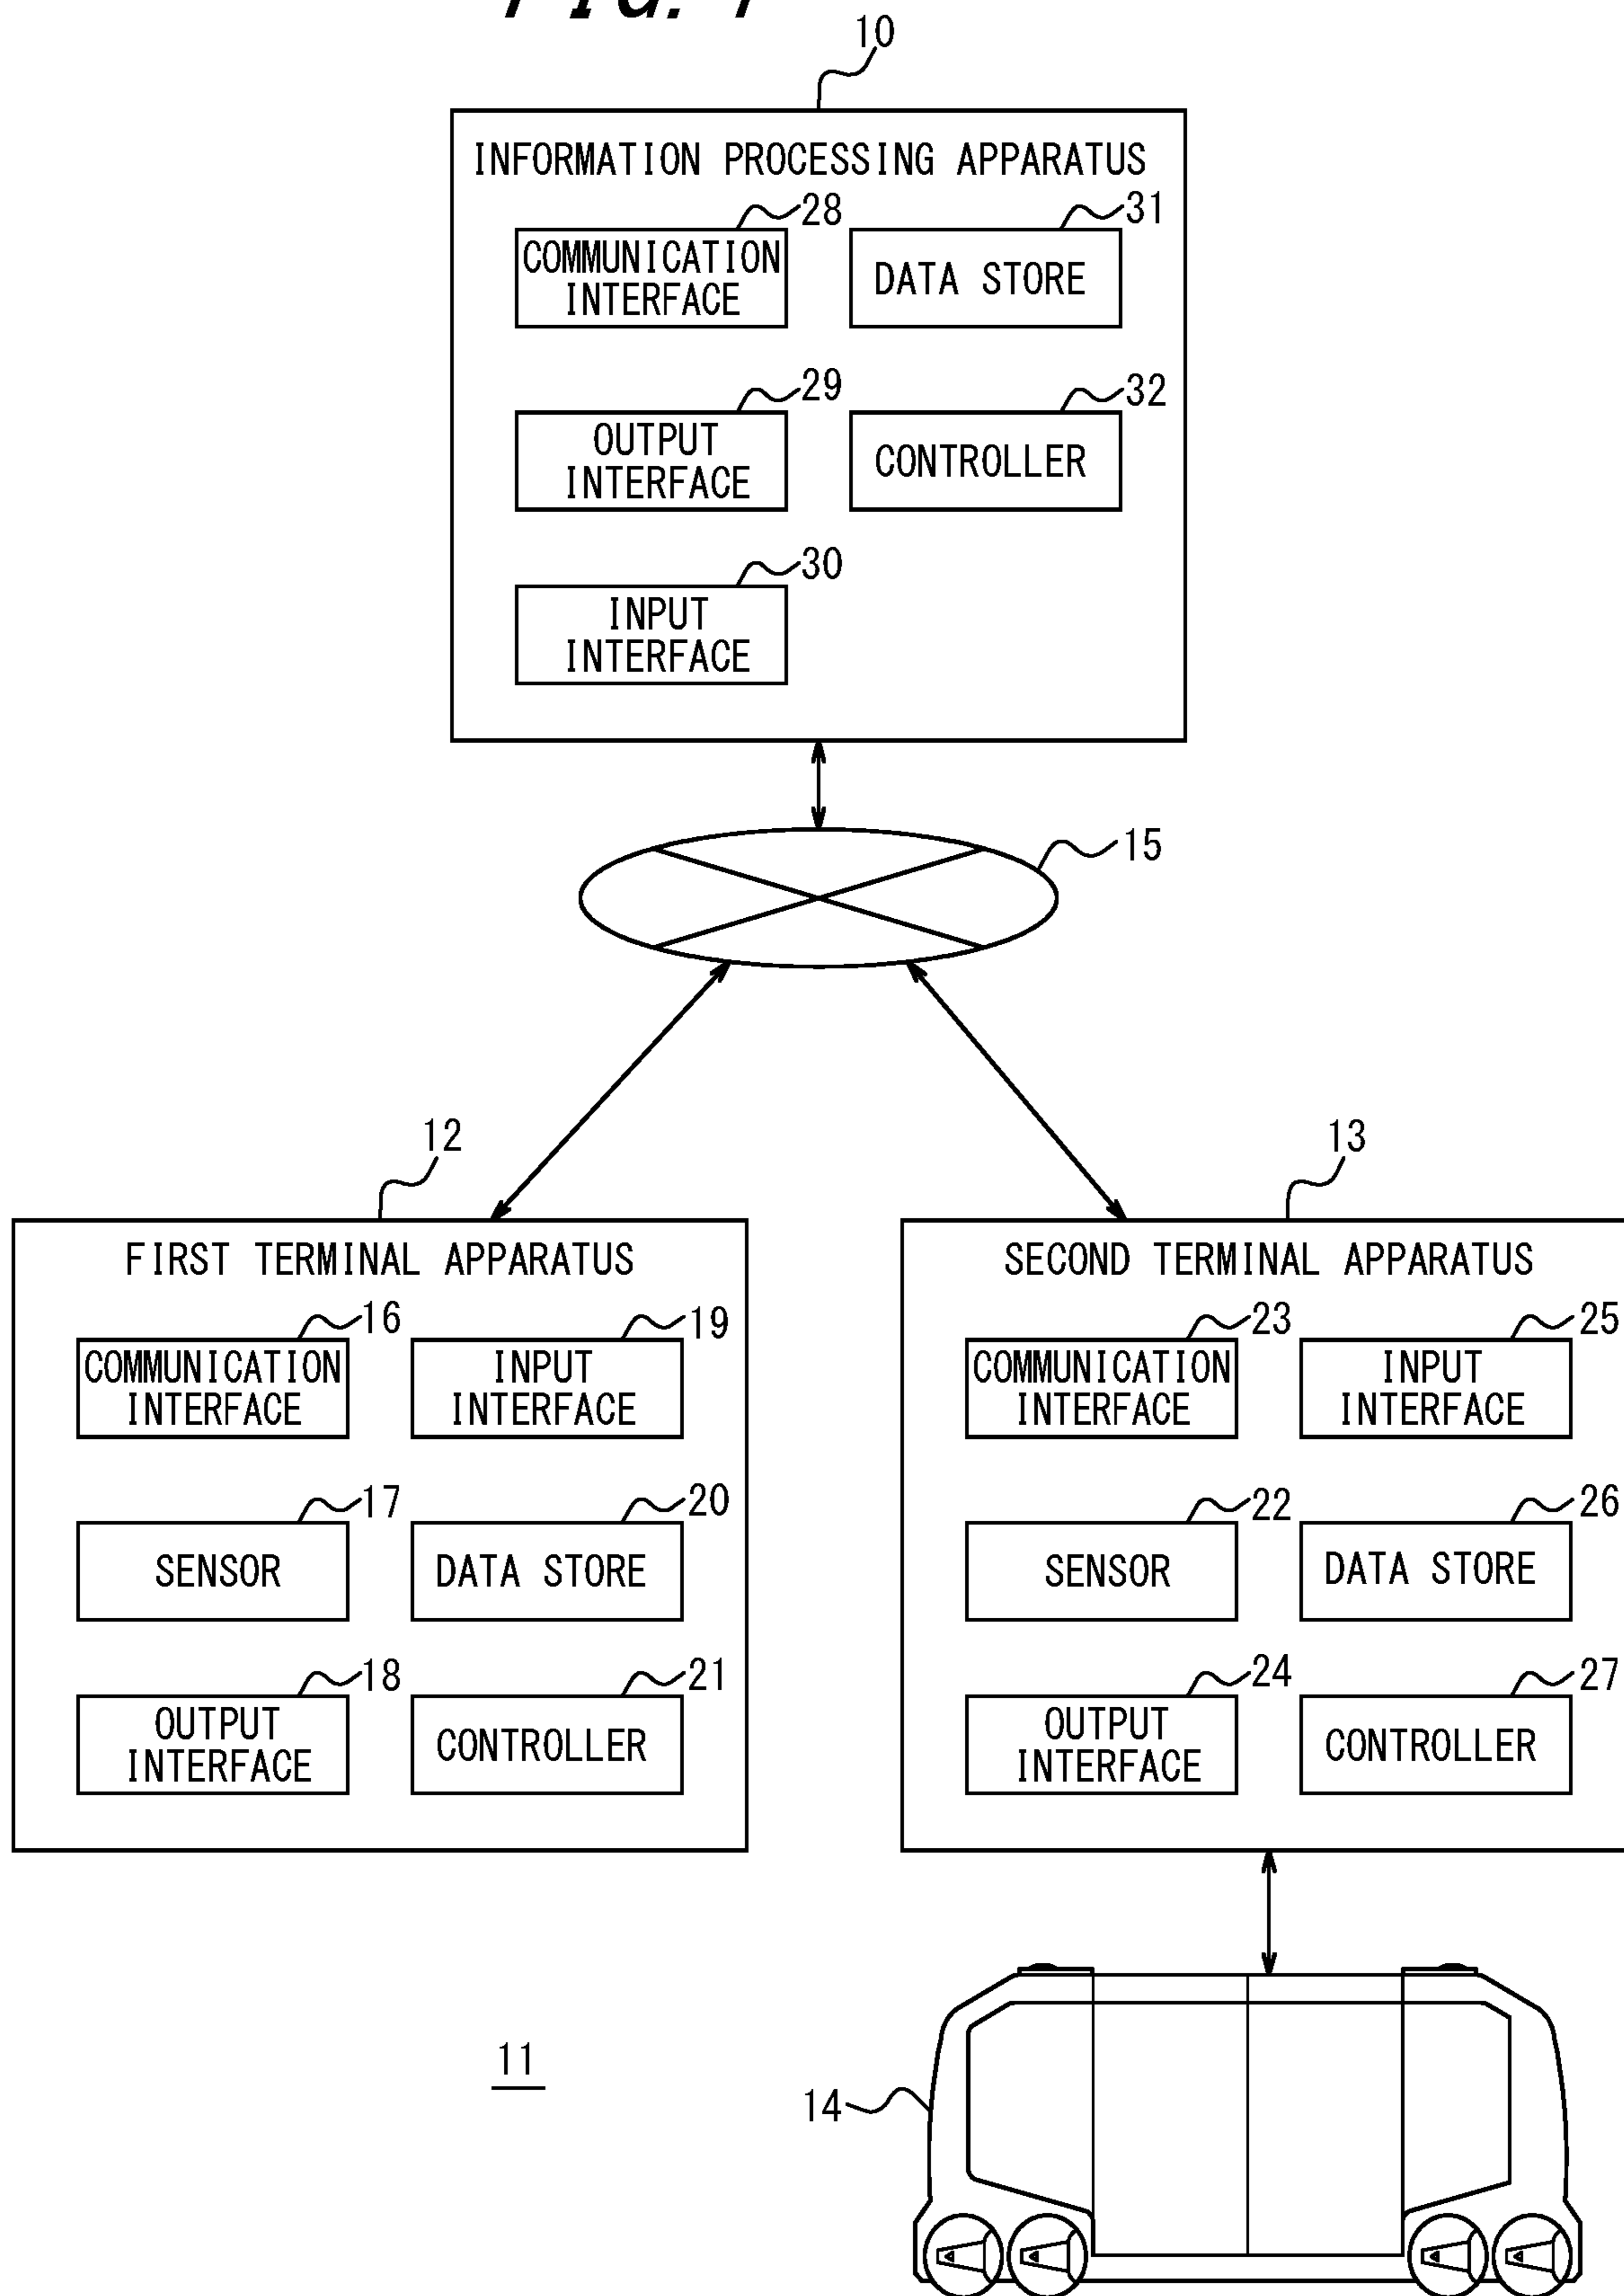 FIG. 1
10
INFORMATION PROCESSING APPARATUS
28
31
COMMUNICATION
INTERFACE
DATA STORE
29
32
OUTPUT
INTERFACE
CONTROLLER
30
INPUT
INTERFACE
15
12
13
FIRST TERMINAL APPARATUS
16
19
COMMUNICATION
INTERFACE
INPUT
INTERFACE
17
20
SENSOR
DATA STORE
18
21
OUTPUT
INTERFACE
CONTROLLER
SECOND TERMINAL APPARATUS
23
25
COMMUNICATION
INTERFACE
INPUT
INTERFACE
22
26
SENSOR
DATA STORE
24
27
OUTPUT
INTERFACE
CONTROLLER
11
14